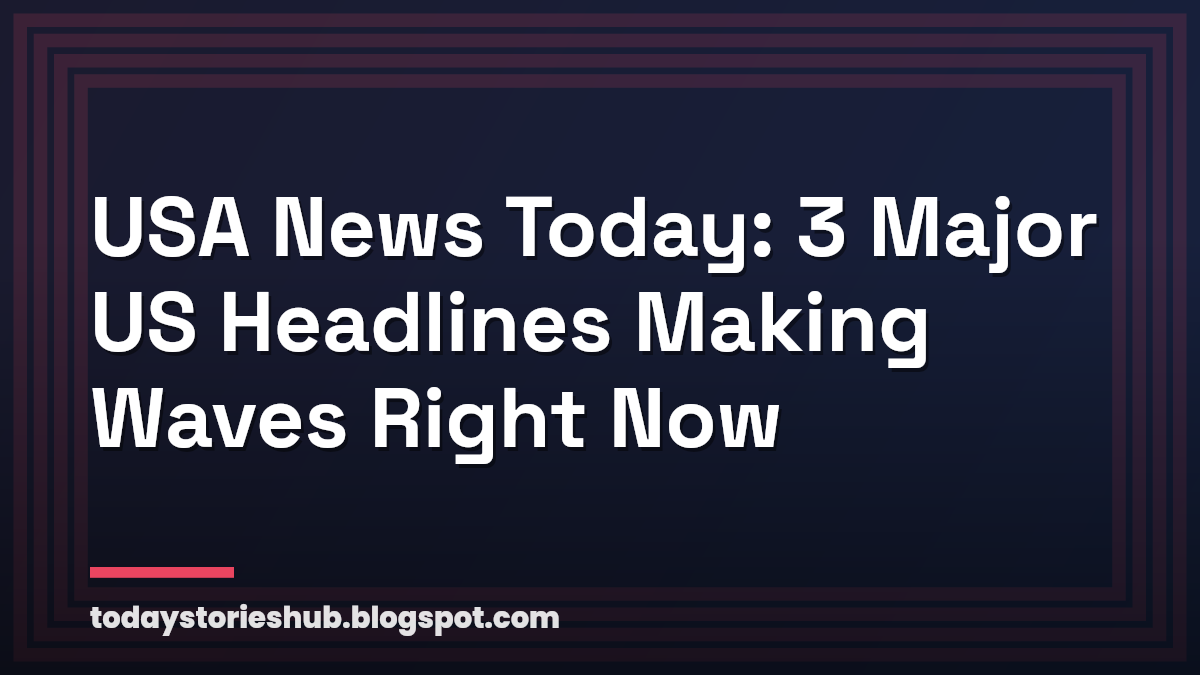 USA News Today: 3 Major
US Headlines Making
Waves Right Now
todaystorieshub.blogspot.com